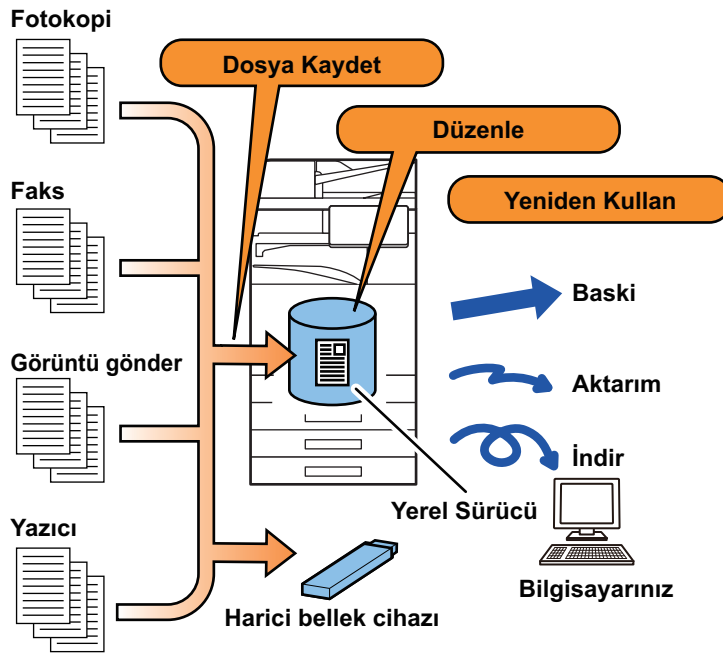 Fotokopi
Dosya Kaydet
Düzenle
Faks
Yeniden Kullan
Baski
Görüntü gönder
Aktarım
İndir
Yerel Sürücü
Yazıcı
Bilgisayarınız
Harici bellek cihazı